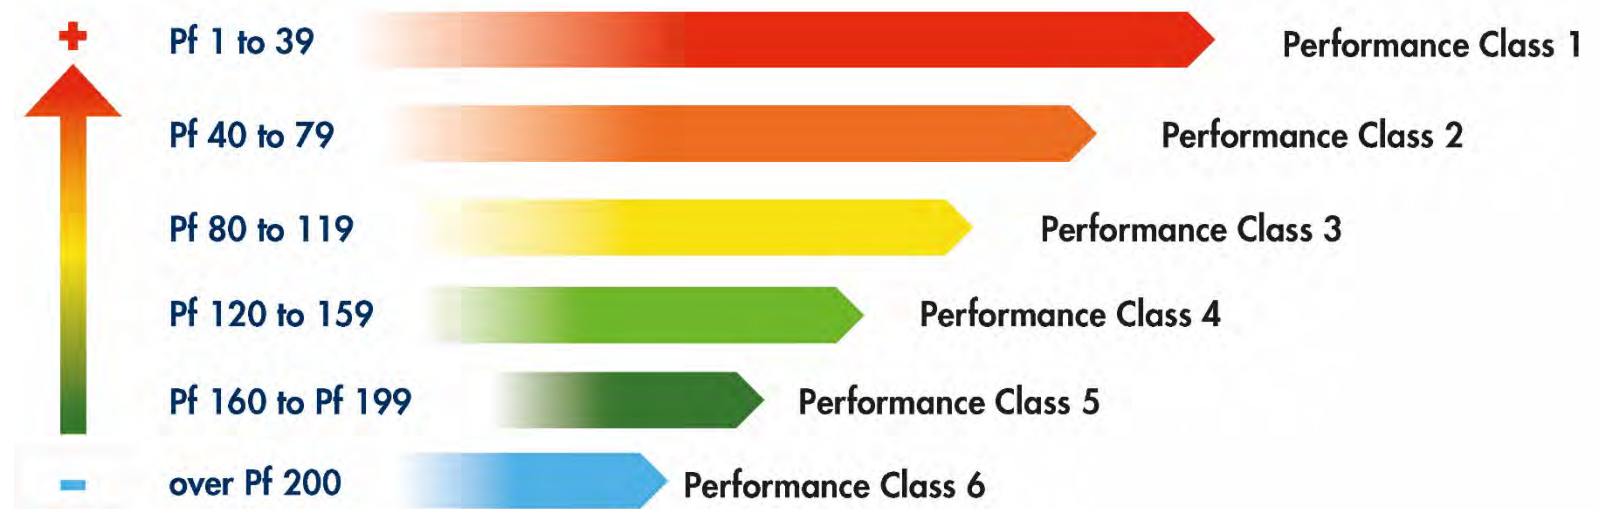 +
Pf 1 to 39 Performance Class 1
Pf 40 to 79 Performance Class 2
Pf 80 to 119 Performance Class 3
Pf 120 to 159 Performance Class 4
Pf 160 to Pf 199 Performance Class 5
- over Pf 200 Performance Class 6